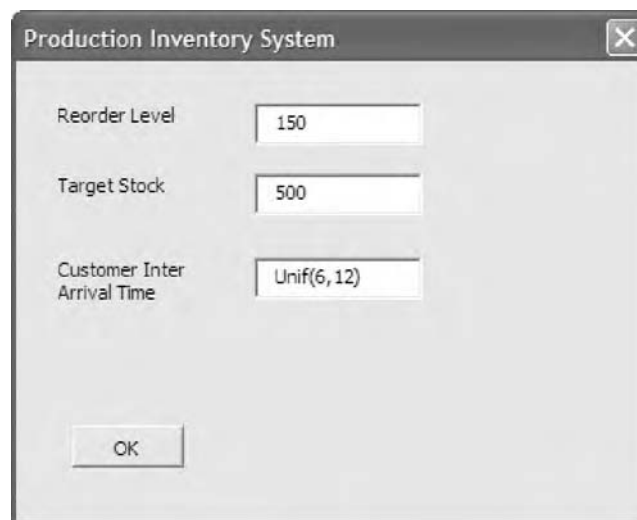 Production Inventory System
Reorder Level
150
Target Stock
500
Customer Inter
Arrival Time
Unif(6,12)
OK